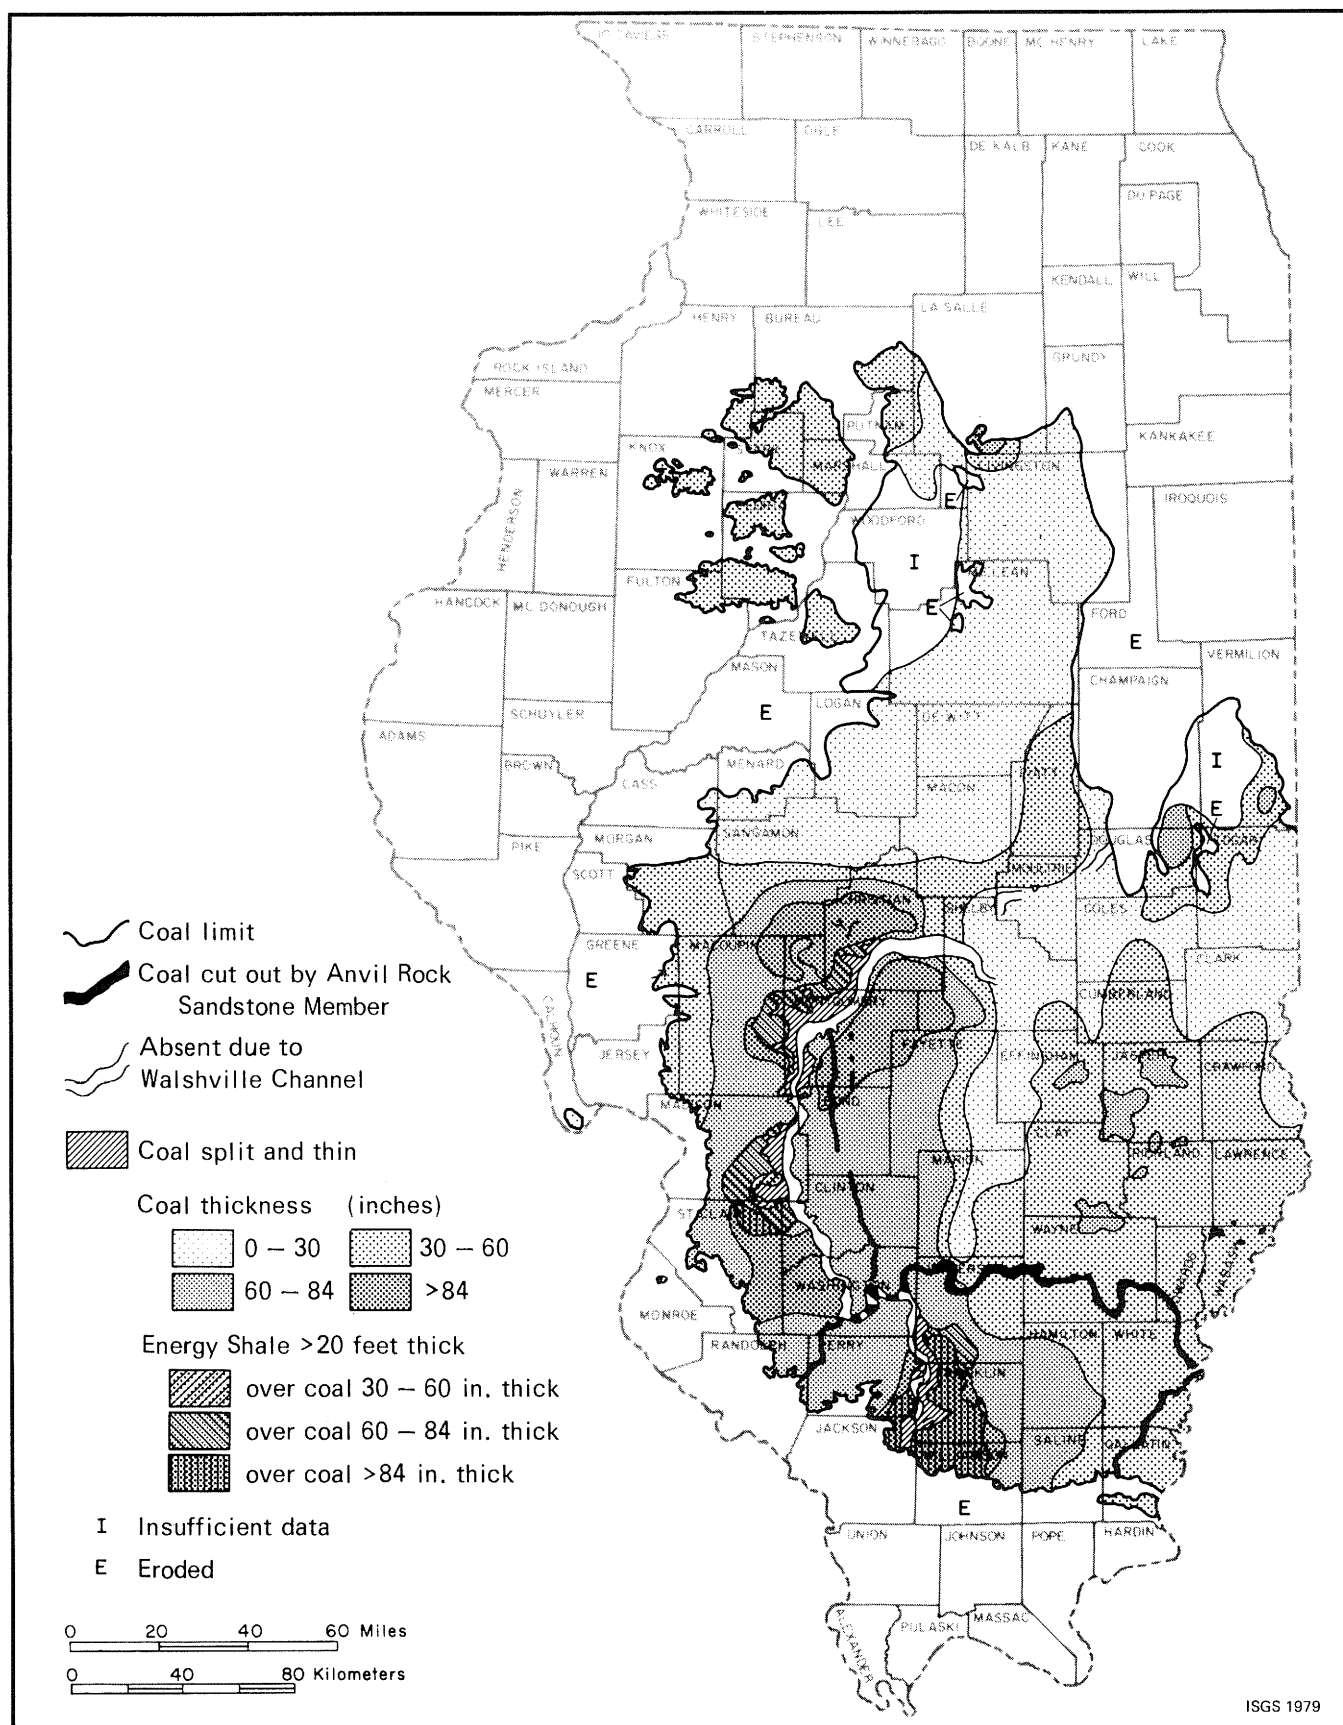 JO DAVIESS
STEPHENSON
WINNEBAGO
BOONE
MC HENRY
LAKE
CARROLL
OGLE
DE KALB
KANE
COOK
DU PAGE
WHITESIDE
LEE
KENDALL
WILL
LA SALLE
HENRY
BUREAU
GRUNDY
ROCK ISLAND
MERCER
PUTNAM
KANKAKEE
KNOX
MARSHALL
LIVINGSTON
WARREN
E
IROQUOIS
HENDERSON
WOODFORD
I
MCLEAN
FULTON
HANCOCK
MC DONOUGH
E
FORD
E
VERMILION
MASON
CHAMPAIGN
LOGAN
E
SCHUYLER
DE WITT
ADAMS
BROWN
MENARD
I
CASS
MACON
E
MORGAN
SANGAMON
DOUGLAS
PIKE
SCOTT
MOULTRIE
SHELBY
COLES
GREENE
MACOUPIN
CLARK
E
CUMBERLAND
CALHOUN
JERSEY
FAYETTE
EFFINGHAM
CRAWFORD
CLAY
RICHLAND
LAWRENCE
MARION
CLINTON
WAYNE
WABASH
MONROE
RANDOLPH
PERRY
HAMILTON
WHITE
JACKSON
SALINE
GALLATIN
E
UNION
JOHNSON
POPE
HARDIN
ALEXANDER
PULASKI
MASSAC
Coal limit
Coal cut out by Anvil Rock
Sandstone Member
Absent due to
Walshville Channel
Coal split and thin
Coal thickness (inches)
0 – 30
30 – 60
60 – 84
>84
Energy Shale >20 feet thick
over coal 30 – 60 in. thick
over coal 60 – 84 in. thick
over coal >84 in. thick
I Insufficient data
E Eroded
0 20 40 60 Miles
0 40 80 Kilometers
ISGS 1979